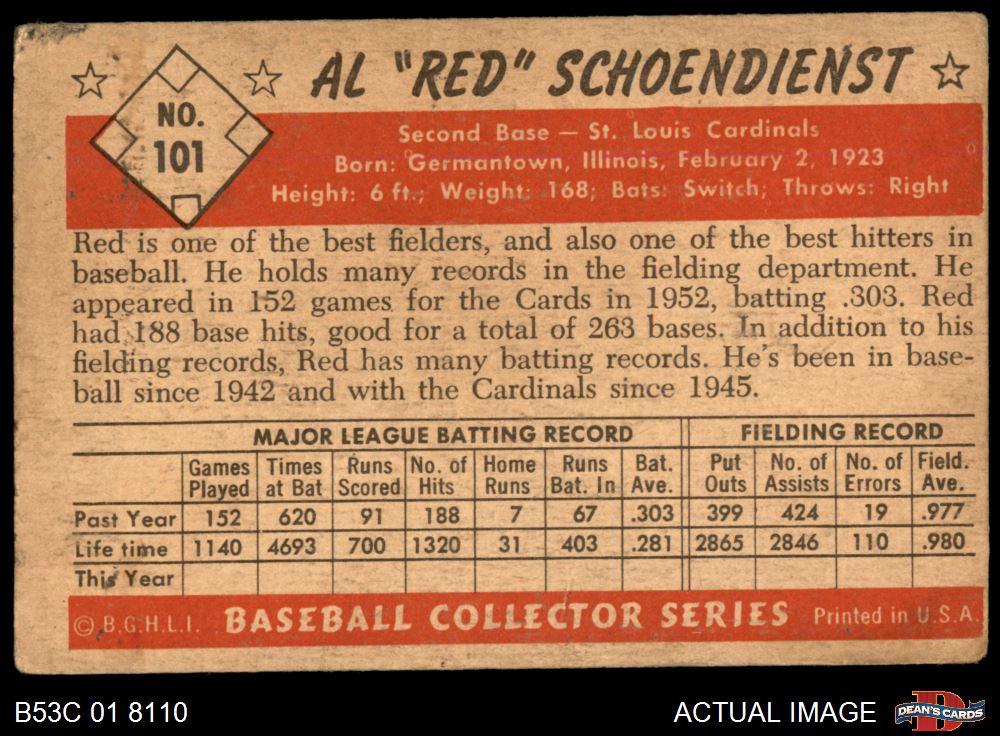 AL "RED" SCHOENDIENST
NO.
101
Second Base — St. Louis Cardinals
Born: Germantown, Illinois, February 2, 1923
Height: 6 ft.; Weight: 168; Bats: Switch; Throws: Right
Red is one of the best fielders, and also one of the best hitters in
baseball. He holds many records in the fielding department. He
appeared in 152 games for the Cards in 1952, batting .303. Red
had 188 base hits, good for a total of 263 bases. In addition to his
fielding records, Red has many batting records. He's been in base-
ball since 1942 and with the Cardinals since 1945.
MAJOR LEAGUE BATTING RECORD FIELDING RECORD
Games Times Runs No. of Home Runs Bat. Put No. of No. of Field.
Played at Bat Scored Hits Runs Bat. In Ave. Outs Assists Errors Ave.
Past Year 152 620 91 188 7 67 .303 399 424 19 .977
Life time 1140 4693 700 1320 31 403 .281 2865 2846 110 .980
This Year
© B.G.H.L.I. BASEBALL COLLECTOR SERIES Printed in U.S.A.
B53C 01 8110 ACTUAL IMAGE DEAN'S CARDS